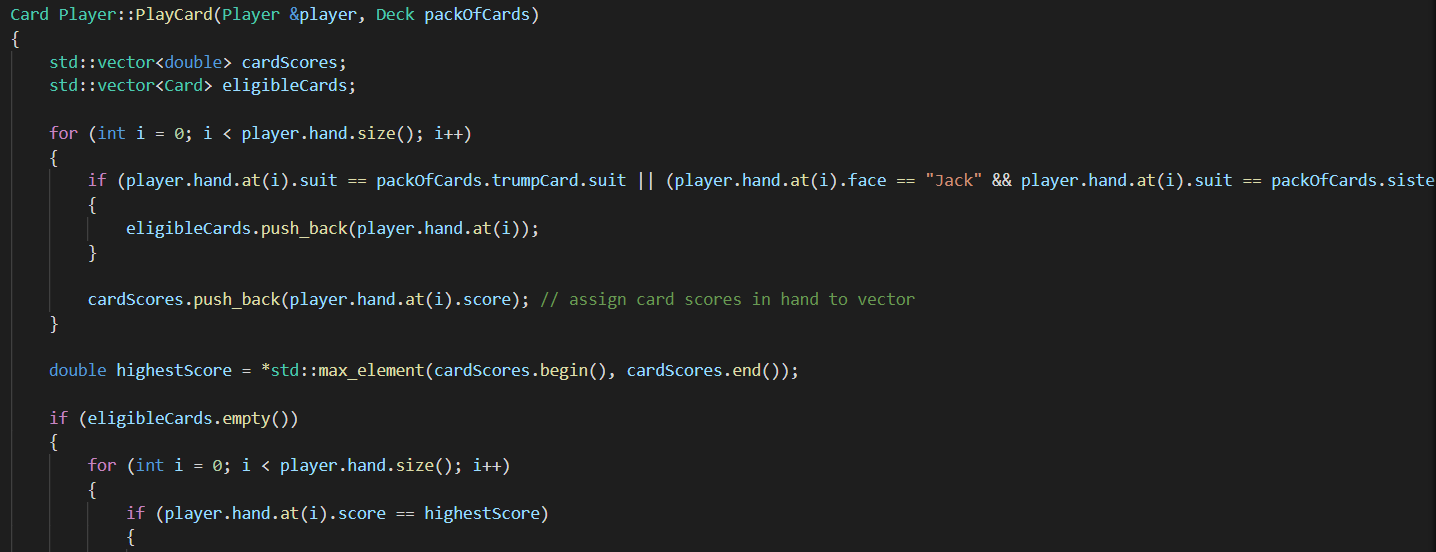 Card Player::PlayCard(Player &player, Deck packOfCards)
{
    std::vector<double> cardScores;
    std::vector<Card> eligibleCards;

    for (int i = 0; i < player.hand.size(); i++)
    {
        if (player.hand.at(i).suit == packOfCards.trumpCard.suit || (player.hand.at(i).face == "Jack" && player.hand.at(i).suit == packOfCards.siste
        {
            eligibleCards.push_back(player.hand.at(i));
        }

        cardScores.push_back(player.hand.at(i).score); // assign card scores in hand to vector
    }

    double highestScore = *std::max_element(cardScores.begin(), cardScores.end());

    if (eligibleCards.empty())
    {
        for (int i = 0; i < player.hand.size(); i++)
        {
            if (player.hand.at(i).score == highestScore)
            {